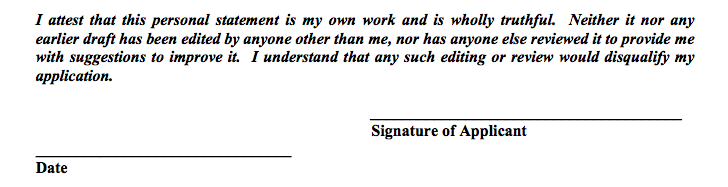 I attest that this personal statement is my own work and is wholly truthful.  Neither it nor any
earlier draft has been edited by anyone other than me, nor has anyone else reviewed it to provide me
with suggestions to improve it.  I understand that any such editing or review would disqualify my
application.
Signature of Applicant
Date